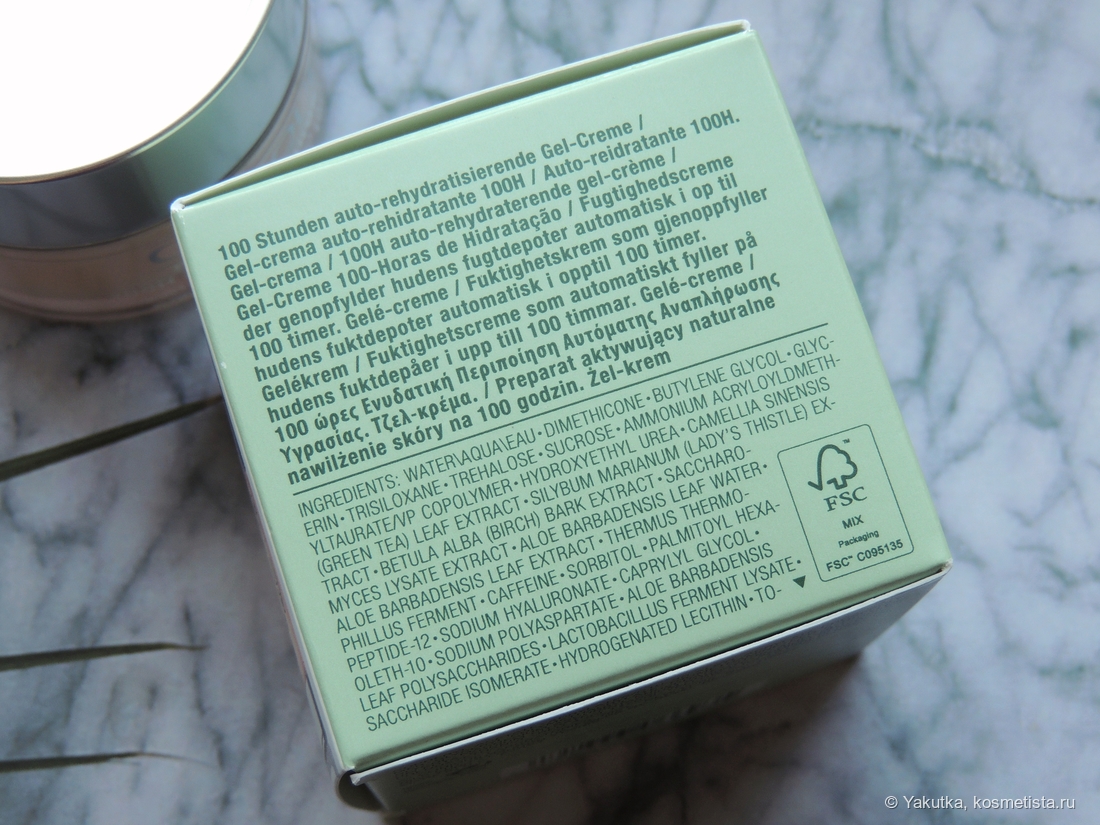 100 Stunden auto-rehydratisierende Gel-Creme /
Gel-crema auto-rehidratante 100H / Auto-reidratante 100H.
Gel-crema / 100H auto-rehydraterende gel-crème /
Gel-Creme 100-Horas de Hidratação / Fugtighedscreme
der genopfylder hudens fugtdepoter automatisk i op til
100 timer. Gelé-creme / Fuktighetskrem som gjenoppfyller
hudens fuktdepoter automatisk i opptil 100 timer.
Gelékrem / Fuktighetscreme som automatiskt fyller på
hudens fuktdepåer i upp till 100 timmar. Gelé-creme /
100 ώρες Ενυδατική Περιποίηση Αυτόματης Αναπλήρωσης
Υγρασίας. Τζελ-κρέμα. / Preparat aktywujący naturalne
nawilżenie skóry na 100 godzin. Żel-krem
INGREDIENTS: WATER\AQUA\EAU • DIMETHICONE • BUTYLENE GLYCOL • GLYC-
ERIN • TRISILOXANE • TREHALOSE • SUCROSE • AMMONIUM ACRYLOYLDMETH-
YLTAURATE/VP COPOLYMER • HYDROXYETHYL UREA • CAMELLIA SINENSIS
(GREEN TEA) LEAF EXTRACT • SILYBUM MARIANUM (LADY'S THISTLE) EX-
TRACT • BETULA ALBA (BIRCH) BARK EXTRACT • SACCHARO-
MYCES LYSATE EXTRACT • ALOE BARBADENSIS LEAF WATER •
ALOE BARBADENSIS LEAF EXTRACT • THERMUS THERMO-
PHILLUS FERMENT • CAFFEINE • SORBITOL • PALMITOYL HEXA-
PEPTIDE-12 • SODIUM HYALURONATE • CAPRYLYL GLYCOL •
OLETH-10 • SODIUM POLYASPARTATE • ALOE BARBADENSIS
LEAF POLYSACCHARIDES • LACTOBACILLUS FERMENT LYSATE •
SACCHARIDE ISOMERATE • HYDROGENATED LECITHIN • TO-
▼
™
FSC
MIX
Packaging
FSC™ C095135
© Yakutka, kosmetista.ru